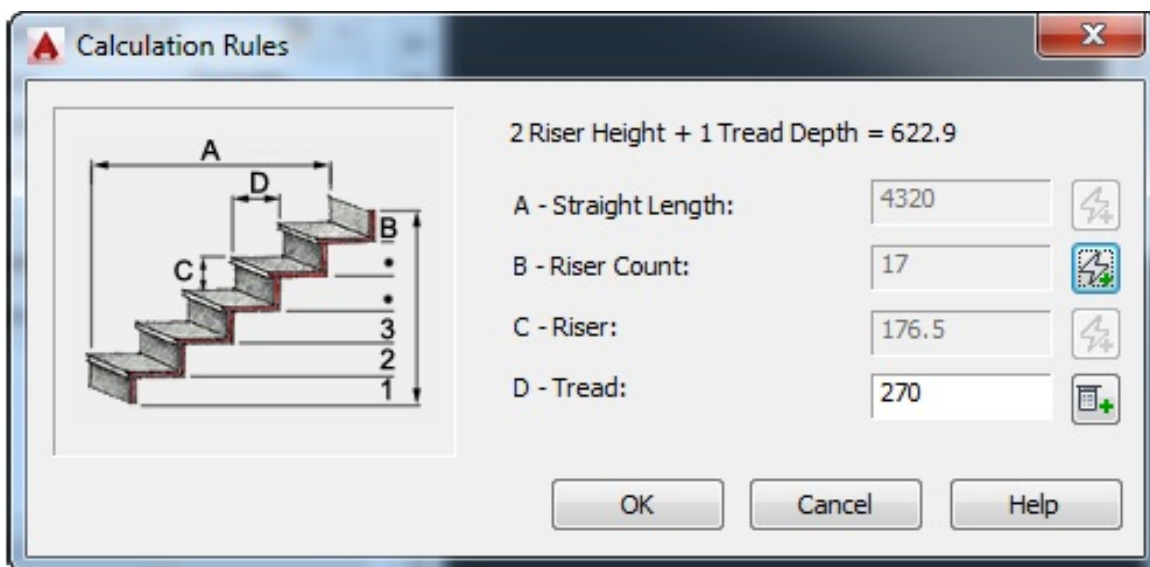 Calculation Rules
2 Riser Height + 1 Tread Depth = 622.9
A - Straight Length: 4320
B - Riser Count: 17
C - Riser: 176.5
D - Tread: 270
A
D
B
C
3
2
1
OK Cancel Help